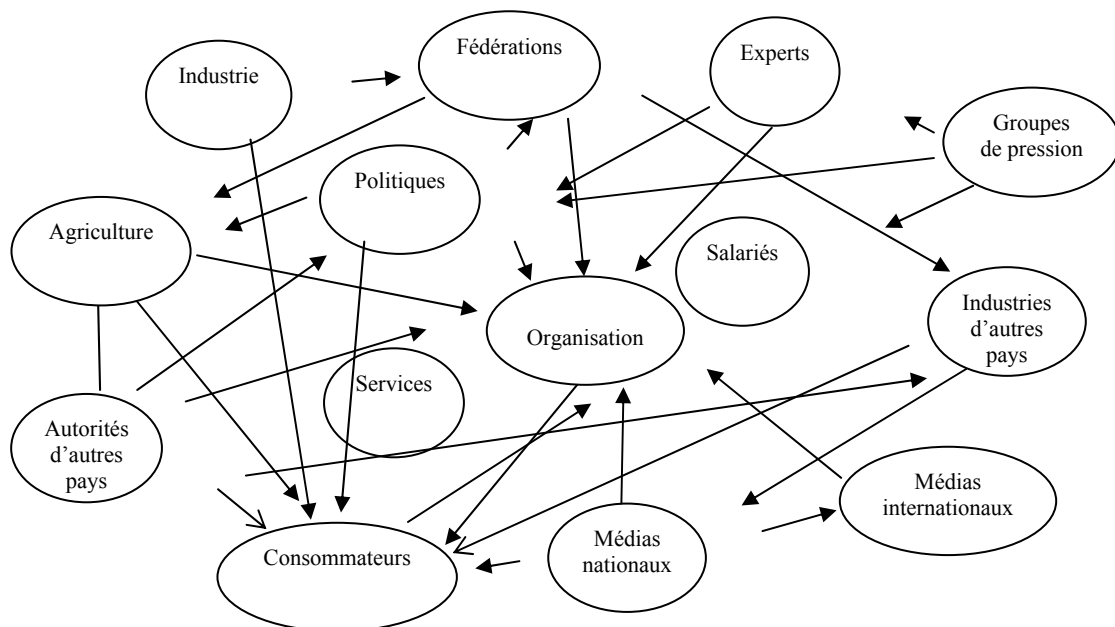 Fédérations
Experts
Industrie
Groupes
de pression
Politiques
Agriculture
Salariés
Organisation
Industries
d’autres
pays
Services
Autorités
d’autres
pays
Médias
internationaux
Consommateurs
Médias
nationaux